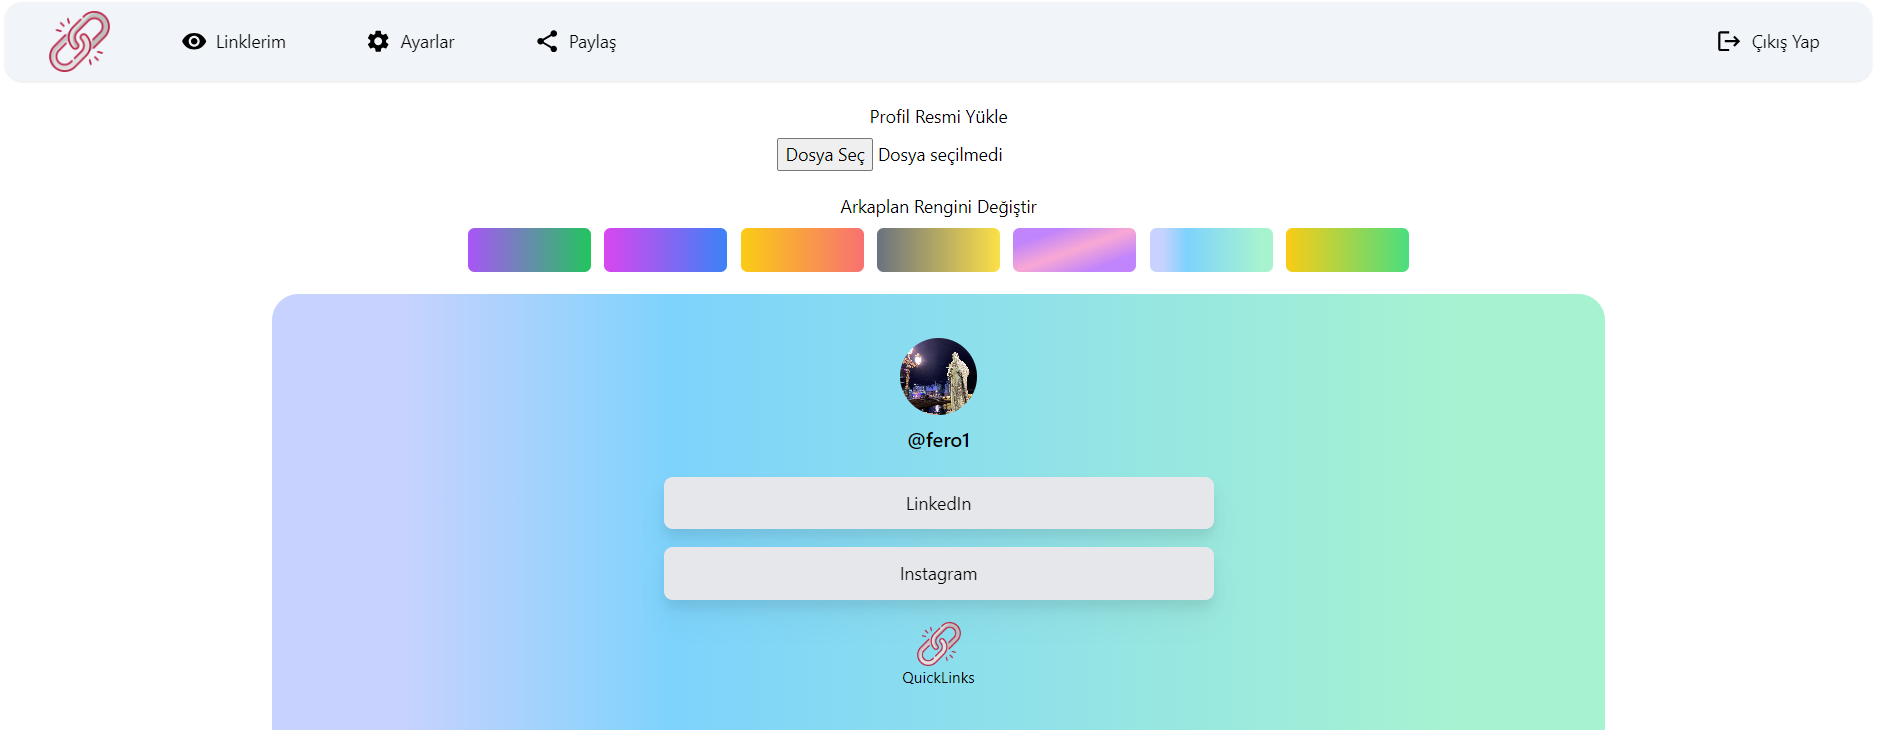 Linklerim
Ayarlar
Paylaş
Çıkış Yap
Profil Resmi Yükle
Dosya Seç Dosya seçilmedi
Arkaplan Rengini Değiştir
@fero1
LinkedIn
Instagram
QuickLinks